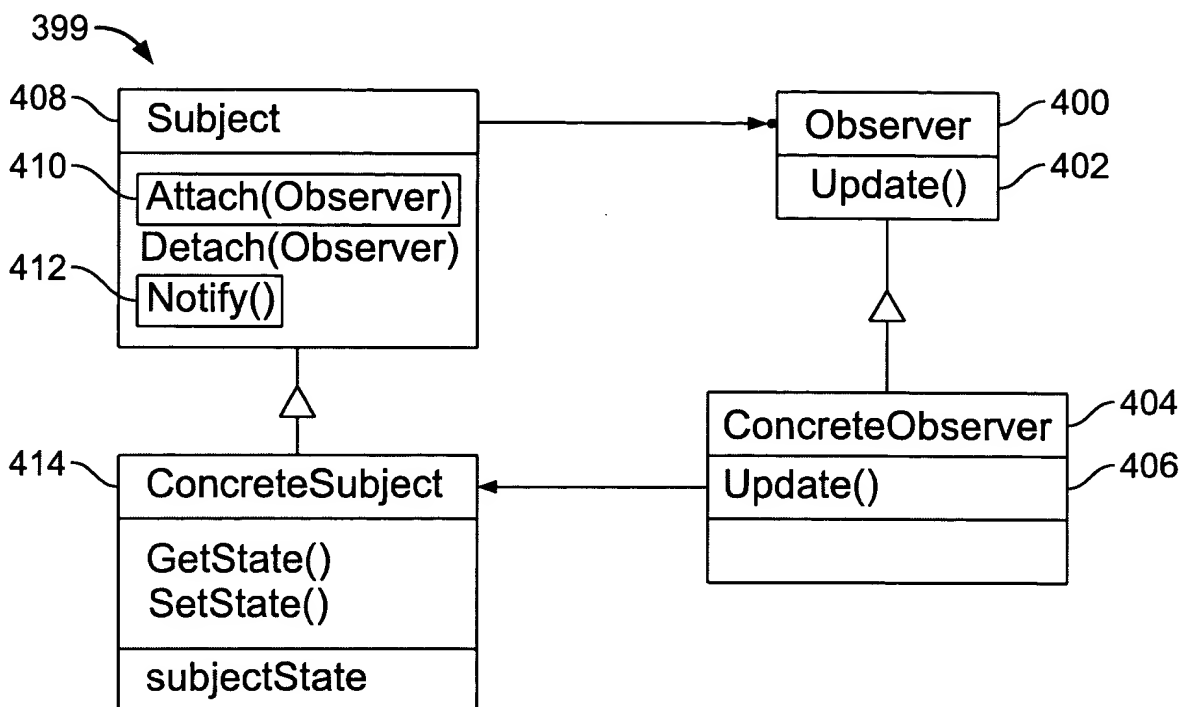 399
408
Subject
Observer
400
410
Attach(Observer)
Update()
402
Detach(Observer)
412
Notify()
ConcreteObserver
404
414
ConcreteSubject
Update()
406
GetState()
SetState()
subjectState